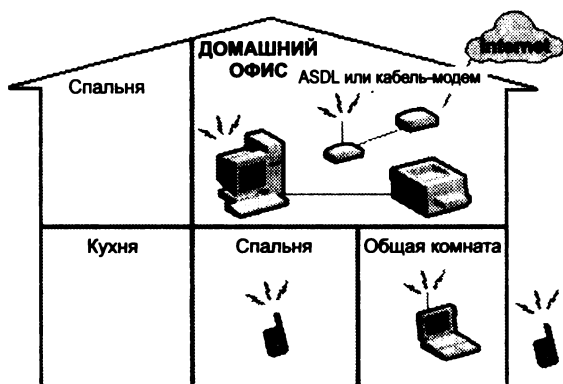 ДОМАШНИЙ
ОФИС
Internet
ASDL или кабель-модем
Спальня
Кухня
Спальня
Общая комната